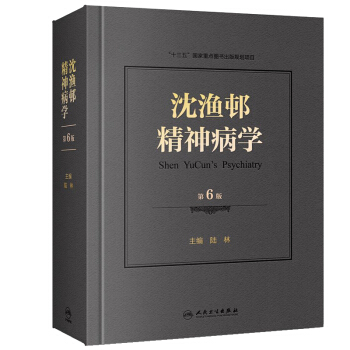 "十三五"国家重点图书出版规划项目
沈渔邨
精神病学
Shen YuCun's Psychiatry
第6版
主编 陆 林
人民卫生出版社
沈渔邨
精神病学
第6版
主编
陆 林